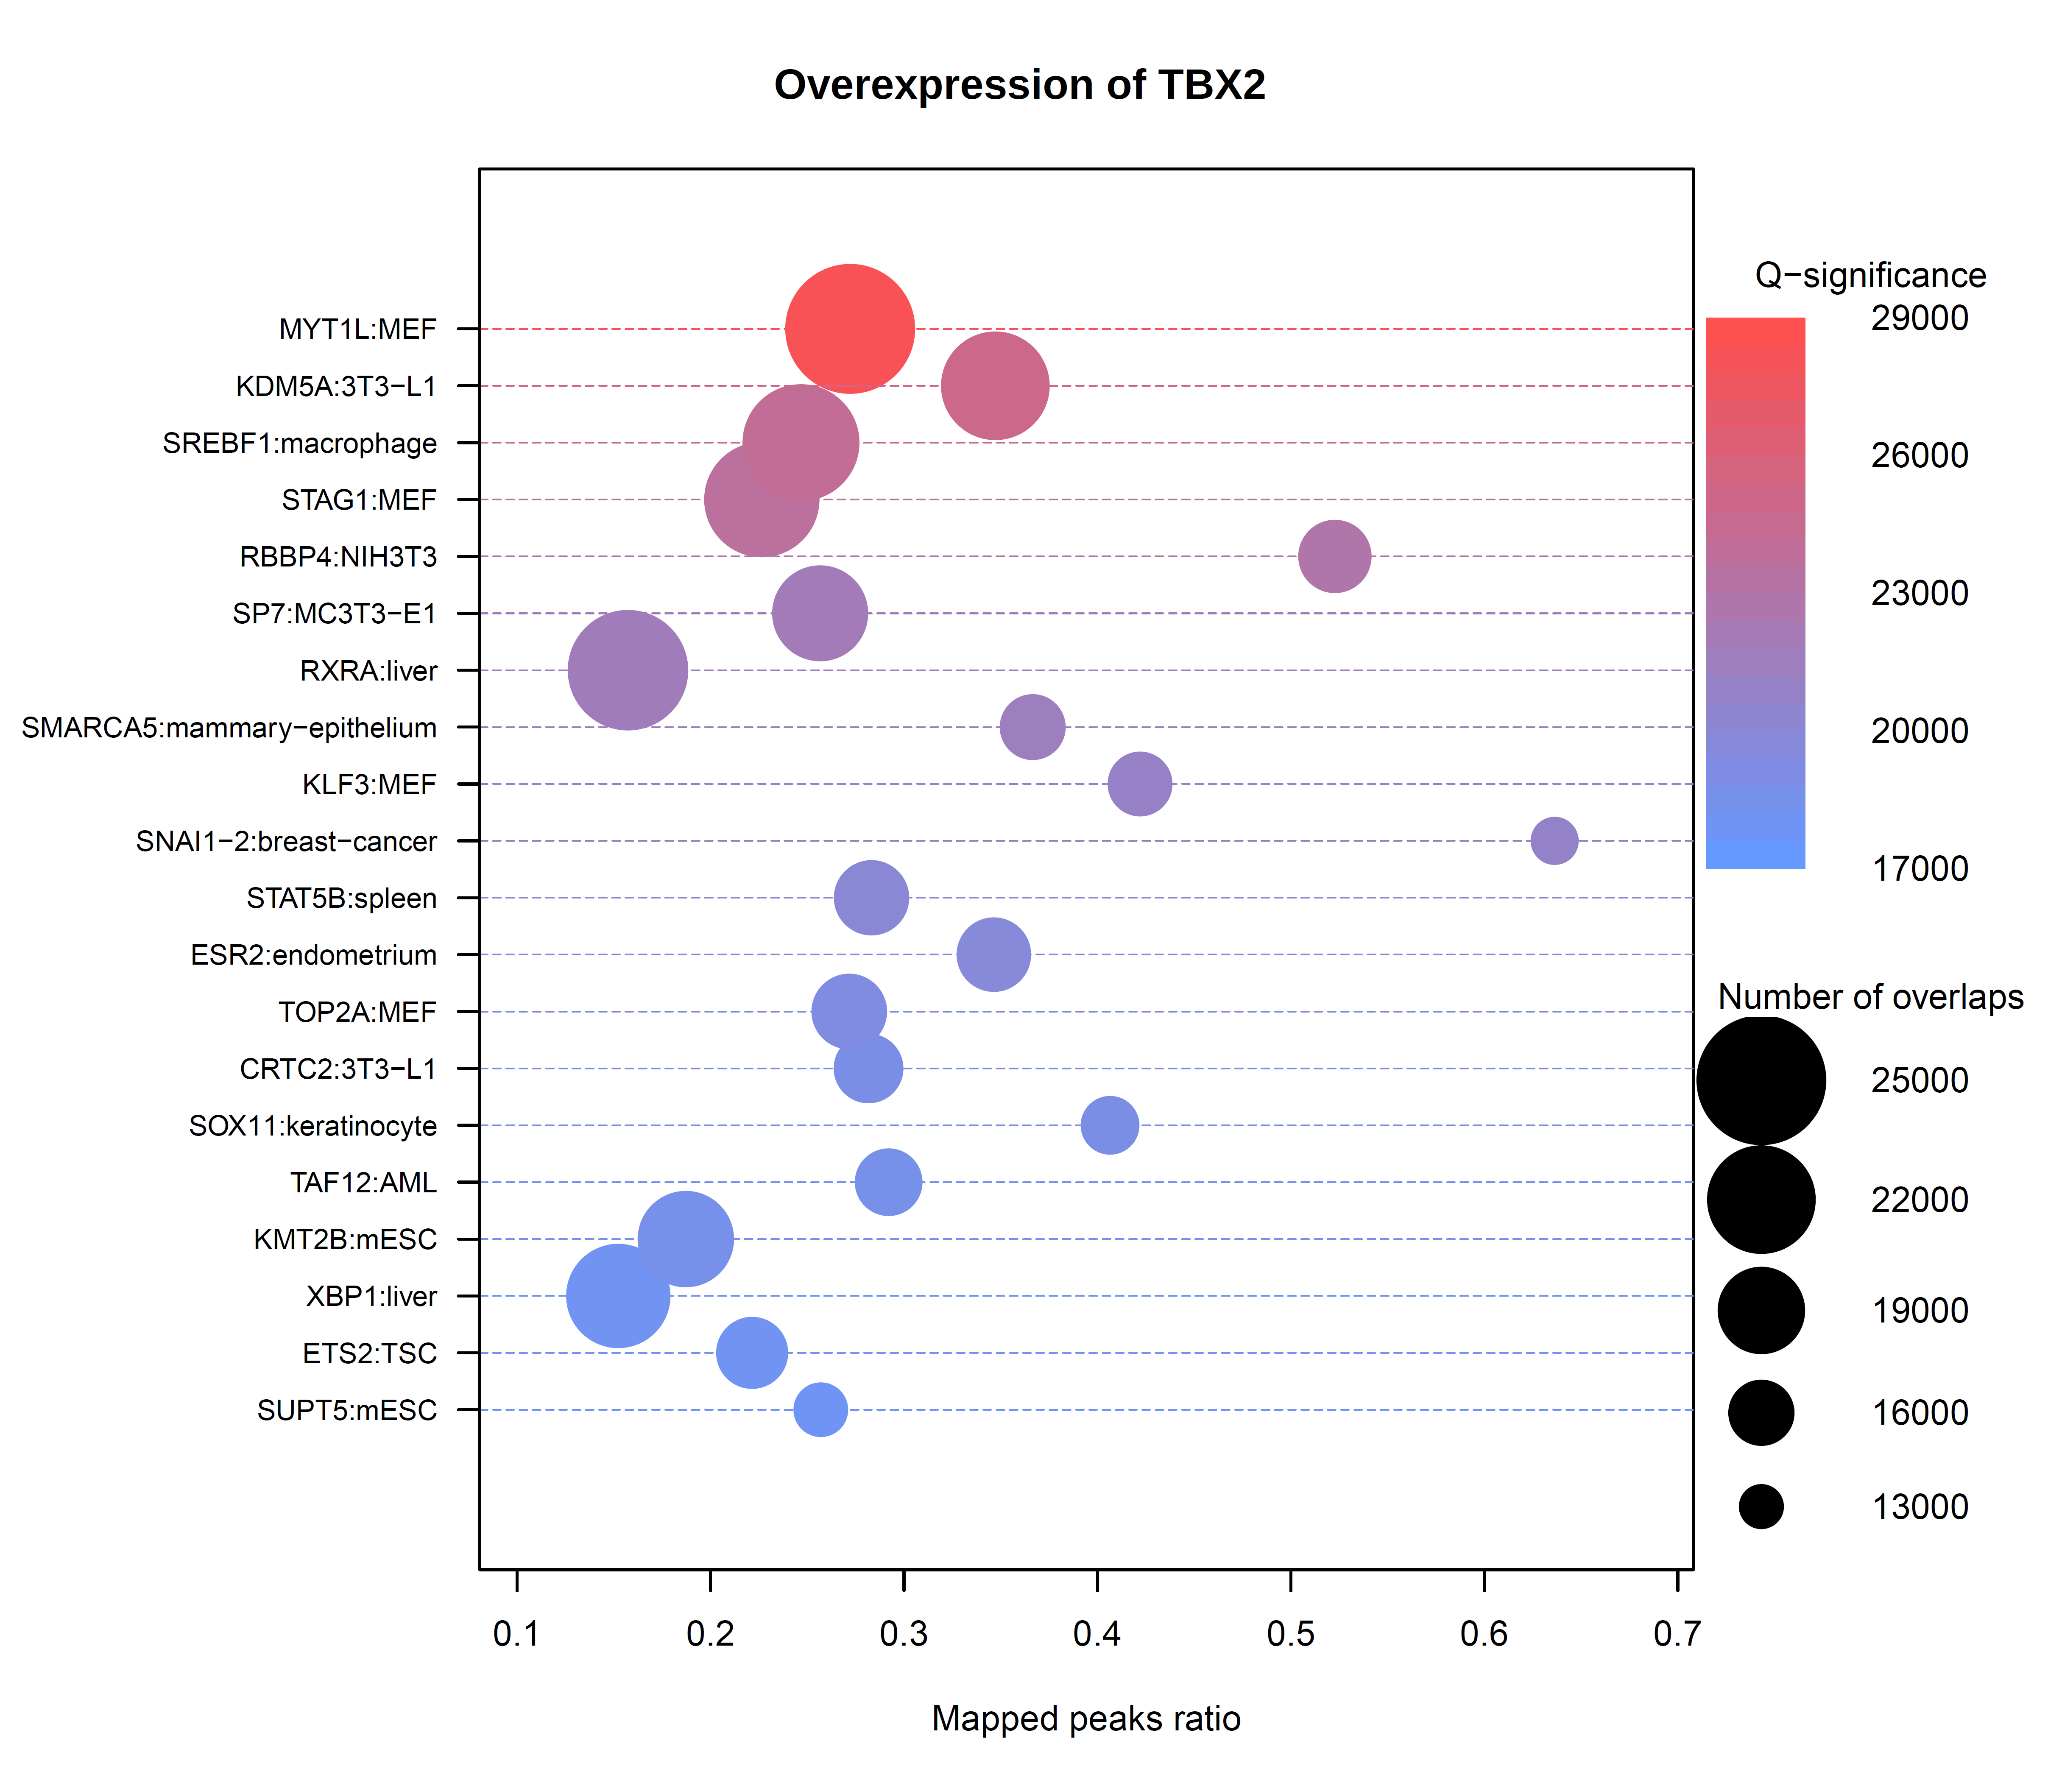 Overexpression of TBX2
MYT1L:MEF
KDM5A:3T3−L1
SREBF1:macrophage
STAG1:MEF
RBBP4:NIH3T3
SP7:MC3T3−E1
RXRA:liver
SMARCA5:mammary−epithelium
KLF3:MEF
SNAI1−2:breast−cancer
STAT5B:spleen
ESR2:endometrium
TOP2A:MEF
CRTC2:3T3−L1
SOX11:keratinocyte
TAF12:AML
KMT2B:mESC
XBP1:liver
ETS2:TSC
SUPT5:mESC
0.1 0.2 0.3 0.4 0.5 0.6 0.7
Mapped peaks ratio
Q−significance
29000
26000
23000
20000
17000
Number of overlaps
25000
22000
19000
16000
13000